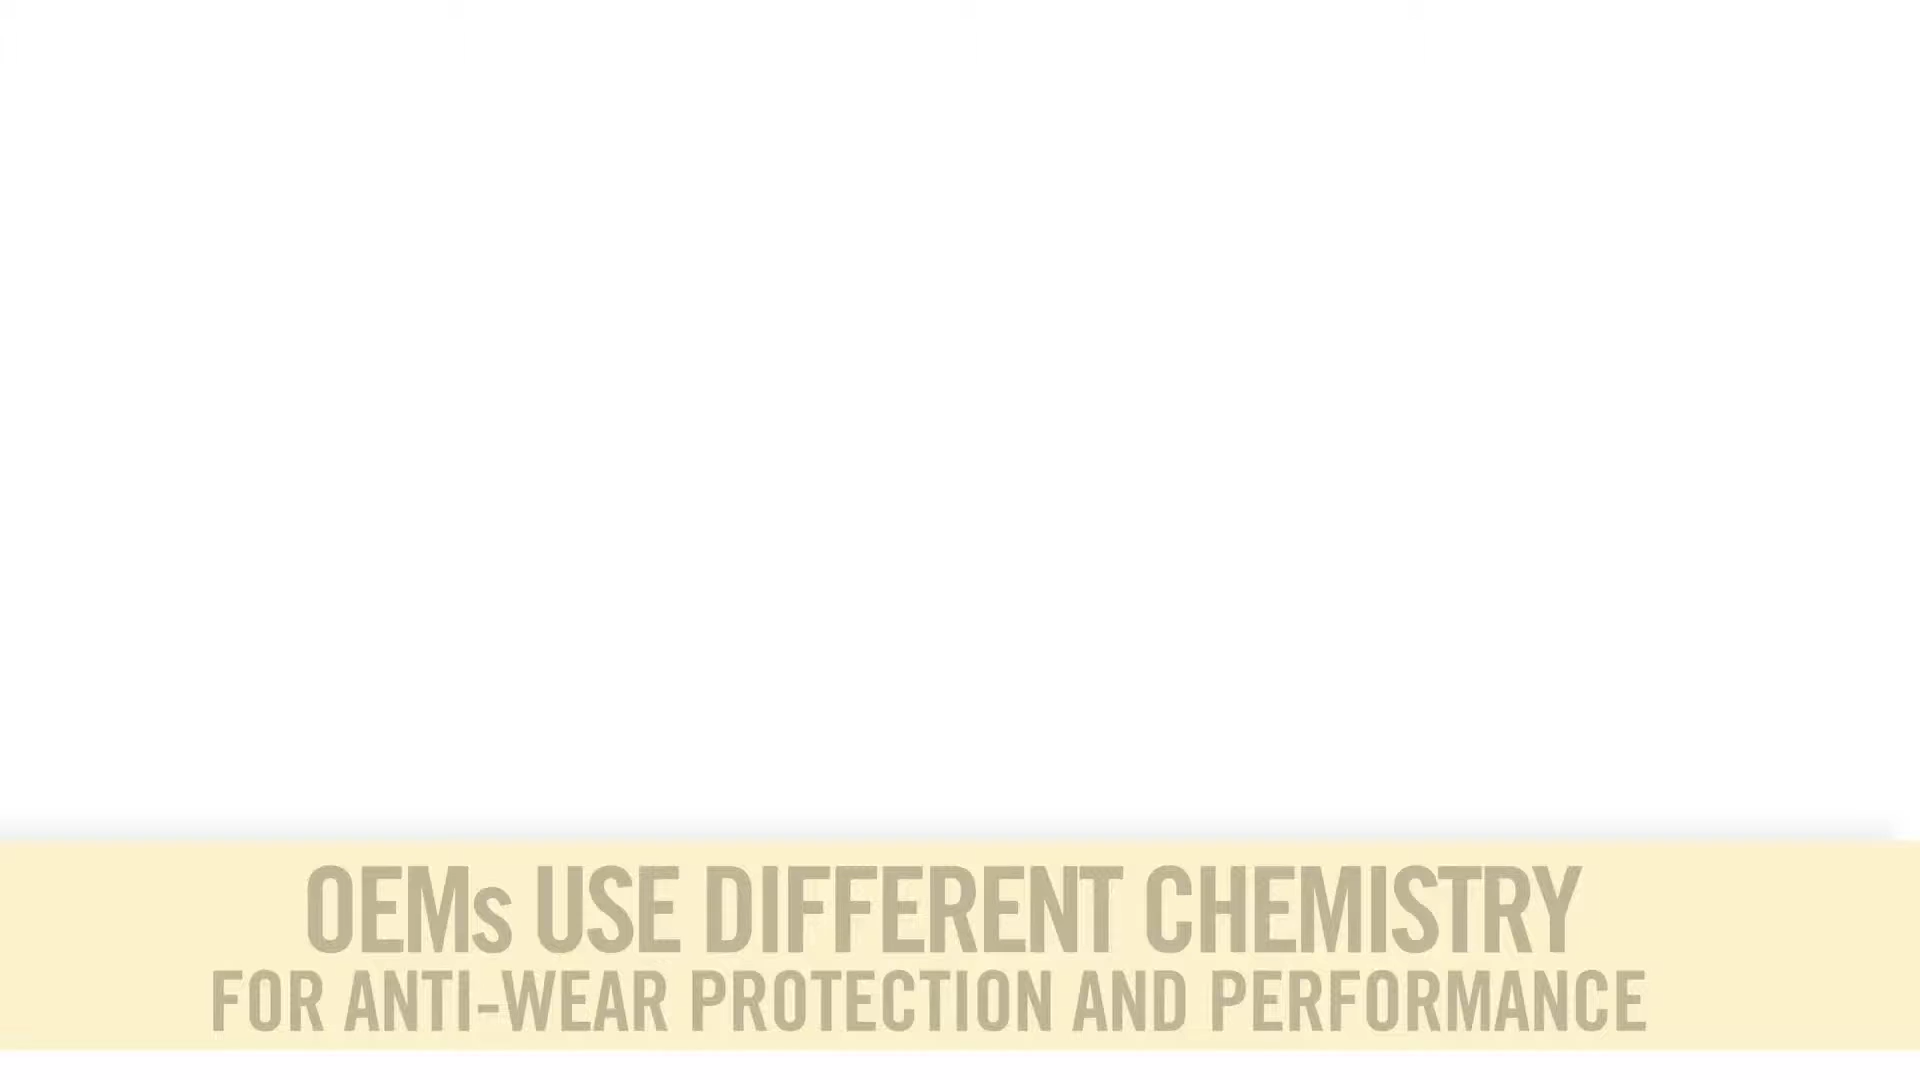 OEMs USE DIFFERENT CHEMISTRY
FOR ANTI-WEAR PROTECTION AND PERFORMANCE